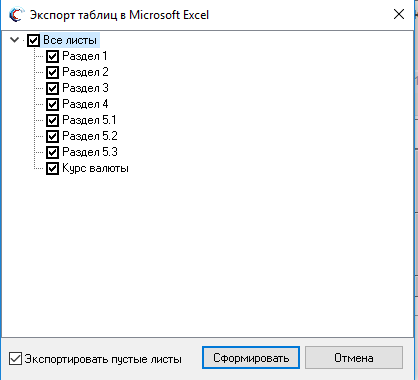 Экспорт таблиц в Microsoft Excel
Все листы
Раздел 1
Раздел 2
Раздел 3
Раздел 4
Раздел 5.1
Раздел 5.2
Раздел 5.3
Курс валюты
Экспортировать пустые листы
Сформировать
Отмена